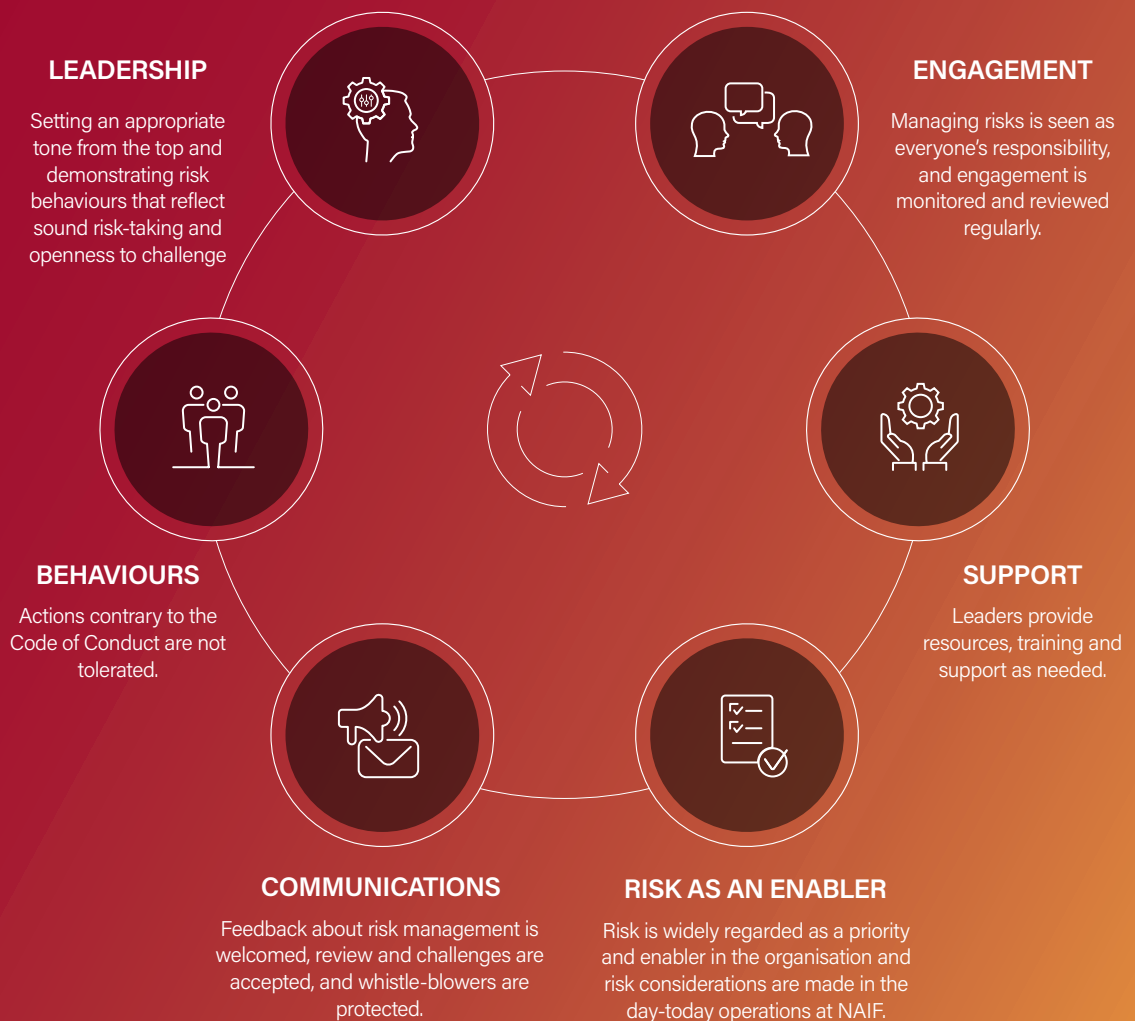 LEADERSHIP
Setting an appropriate
tone from the top and
demonstrating risk
behaviours that reflect
sound risk-taking and
openness to challenge
ENGAGEMENT
Managing risks is seen as
everyone's responsibility,
and engagement is
monitored and reviewed
regularly.
BEHAVIOURS
Actions contrary to the
Code of Conduct are not
tolerated.
SUPPORT
Leaders provide
resources, training and
support as needed.
COMMUNICATIONS
Feedback about risk management is
welcomed, review and challenges are
accepted, and whistle-blowers are
protected.
RISK AS AN ENABLER
Risk is widely regarded as a priority
and enabler in the organisation and
risk considerations are made in the
day-today operations at NAIF.